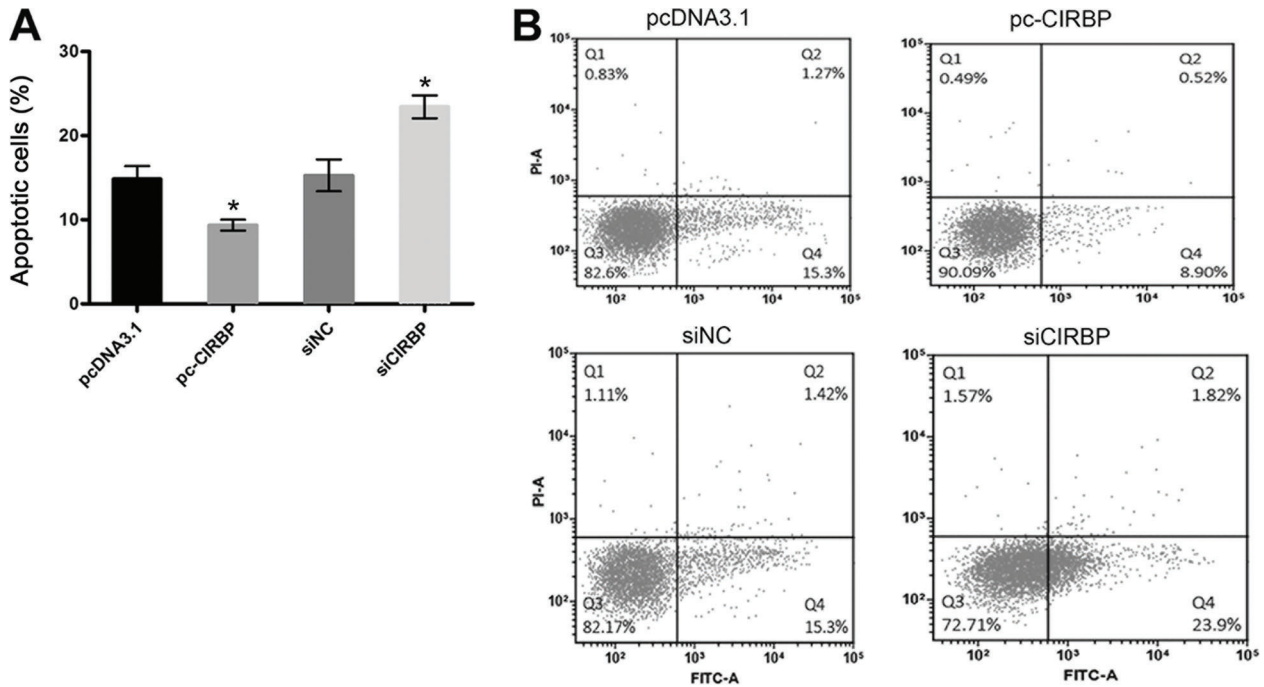 A
Apoptotic cells (%)
30
20
10
0
*
*
pcDNA3.1
pc-CIRBP
siNC
siCIRBP
B
pcDNA3.1
PI-A
10⁵
10⁴
10³
10²
Q1
0.83%
Q2
1.27%
Q3
82.6%
Q4
15.3%
10² 10³ 10⁴ 10⁵
pc-CIRBP
10⁵
10⁴
10³
10²
Q1
0.49%
Q2
0.52%
Q3
90.09%
Q4
8.90%
10² 10³ 10⁴ 10⁵
siNC
PI-A
10⁵
10⁴
10³
10²
Q1
1.11%
Q2
1.42%
Q3
82.17%
Q4
15.3%
10² 10³ 10⁴ 10⁵
FITC-A
siCIRBP
10⁵
10⁴
10³
10²
Q1
1.57%
Q2
1.82%
Q3
72.71%
Q4
23.9%
10² 10³ 10⁴ 10⁵
FITC-A